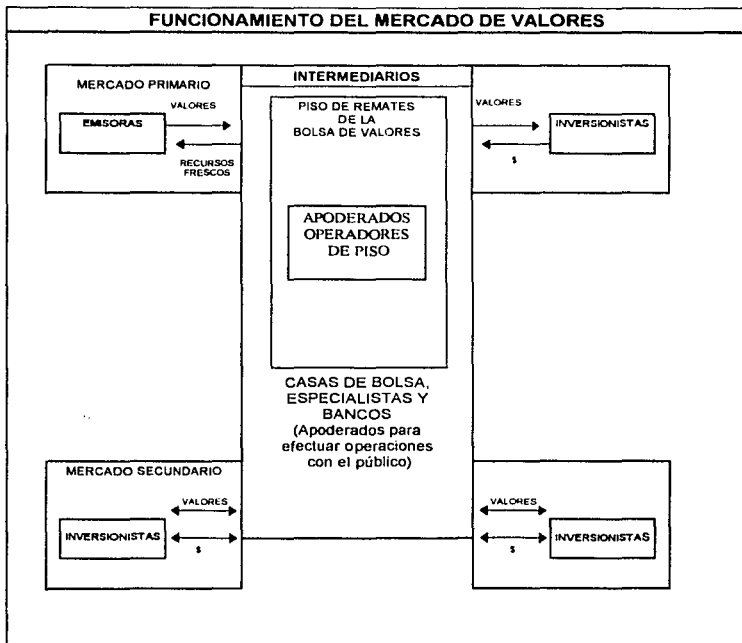 FUNCIONAMIENTO DEL MERCADO DE VALORES
MERCADO PRIMARIO
VALORES
EMISORAS
RECURSOS
FRESCOS
INTERMEDIARIOS
PISO DE REMATES
DE LA
BOLSA DE VALORES
APODERADOS
OPERADORES
DE PISO
VALORES
INVERSIONISTAS
$
CASAS DE BOLSA,
ESPECIALISTAS Y
BANCOS
(Apoderados para
efectuar operaciones
con el público)
MERCADO SECUNDARIO
VALORES
INVERSIONISTAS
$
VALORES
INVERSIONISTAS
$